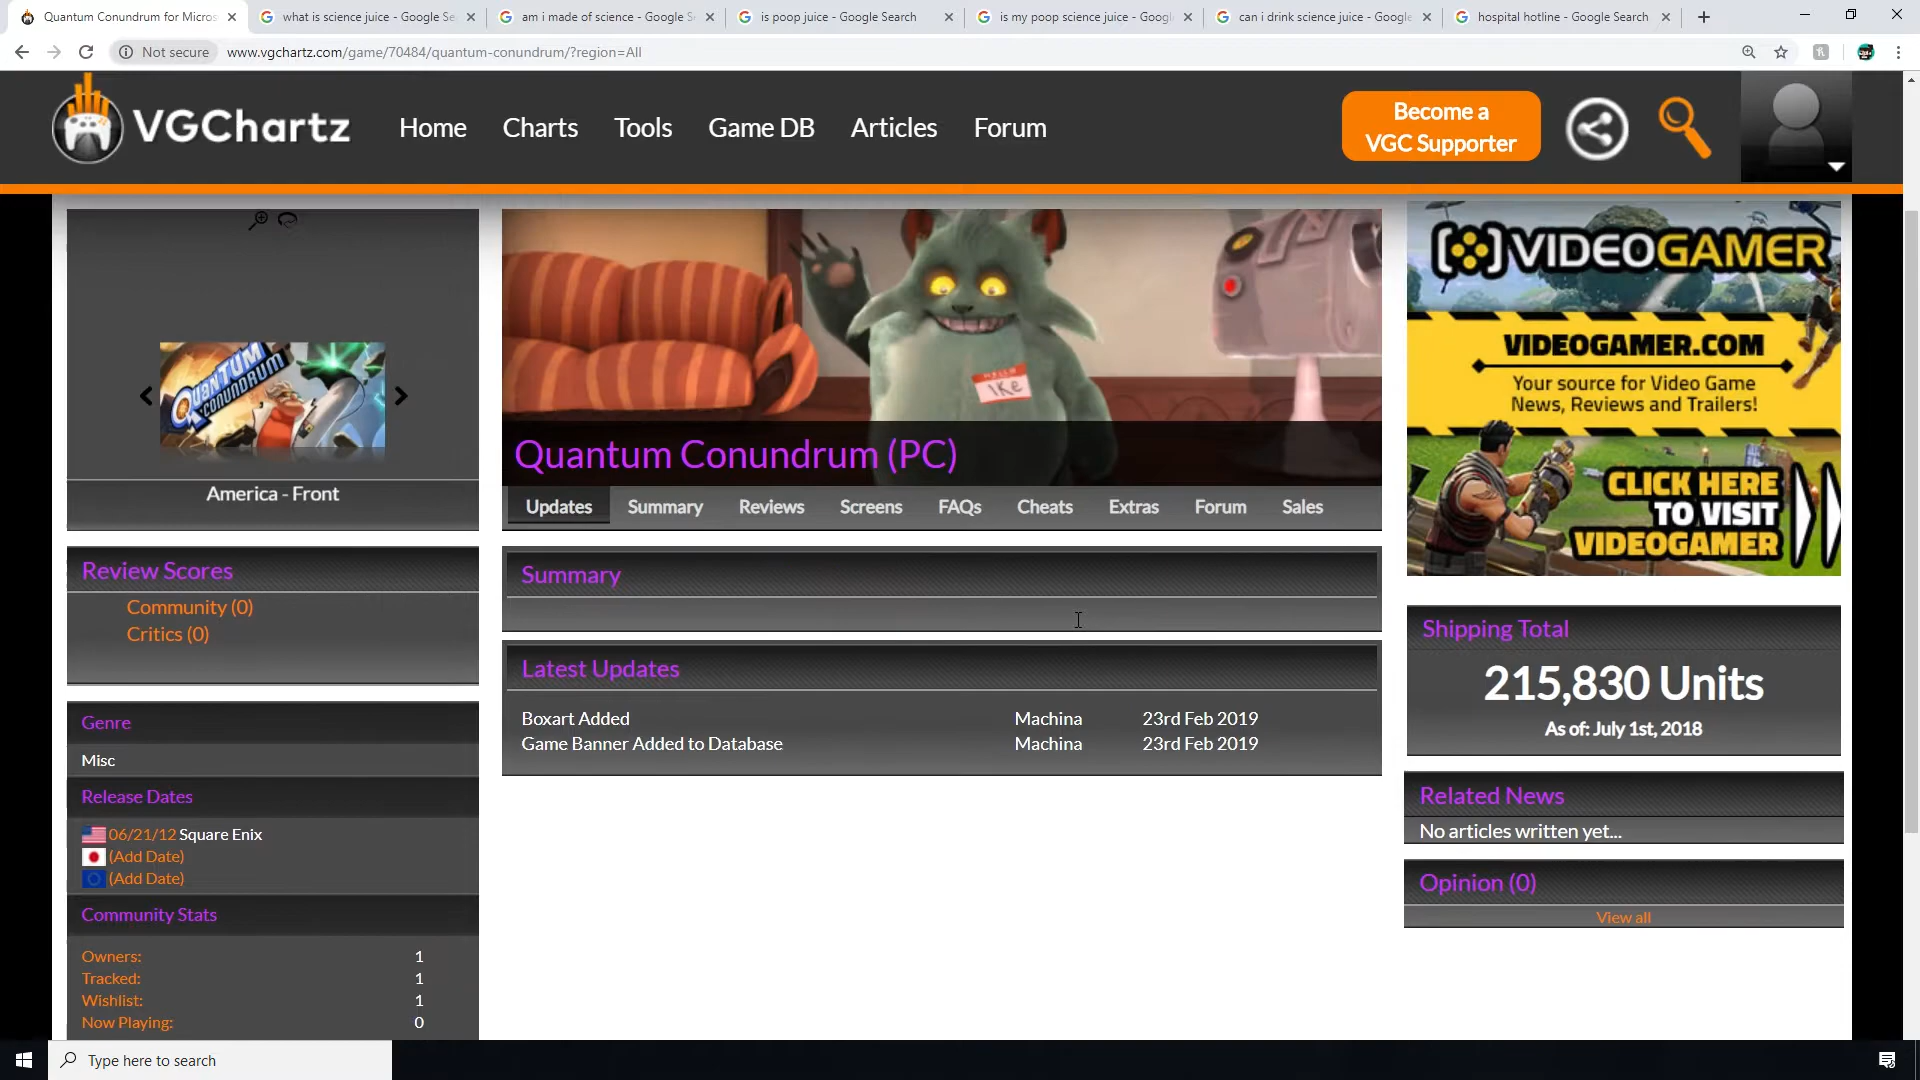 Quantum Conundrum for Micros
what is science juice - Google Se
am i made of science - Google S
is poop juice - Google Search
is my poop science juice - Googl
can i drink science juice - Google
hospital hotline - Google Search
Not secure
www.vgchartz.com/game/70484/quantum-conundrum/?region=All
VGChartz
Home
Charts
Tools
Game DB
Articles
Forum
Become a
VGC Supporter
QUANTUM
CONUNDRUM
America - Front
HELLO
IKE
Quantum Conundrum (PC)
Updates
Summary
Reviews
Screens
FAQs
Cheats
Extras
Forum
Sales
VIDEOGAMER
VIDEOGAMER.COM
Your source for Video Game
News, Reviews and Trailers!
CLICK HERE
TO VISIT
VIDEOGAMER
Review Scores
Community (0)
Critics (0)
Genre
Misc
Release Dates
06/21/12 Square Enix
(Add Date)
(Add Date)
Community Stats
Owners: 1
Tracked: 1
Wishlist: 1
Now Playing: 0
Summary
Latest Updates
Boxart Added Machina 23rd Feb 2019
Game Banner Added to Database Machina 23rd Feb 2019
Shipping Total
215,830 Units
As of: July 1st, 2018
Related News
No articles written yet...
Opinion (0)
View all
Type here to search